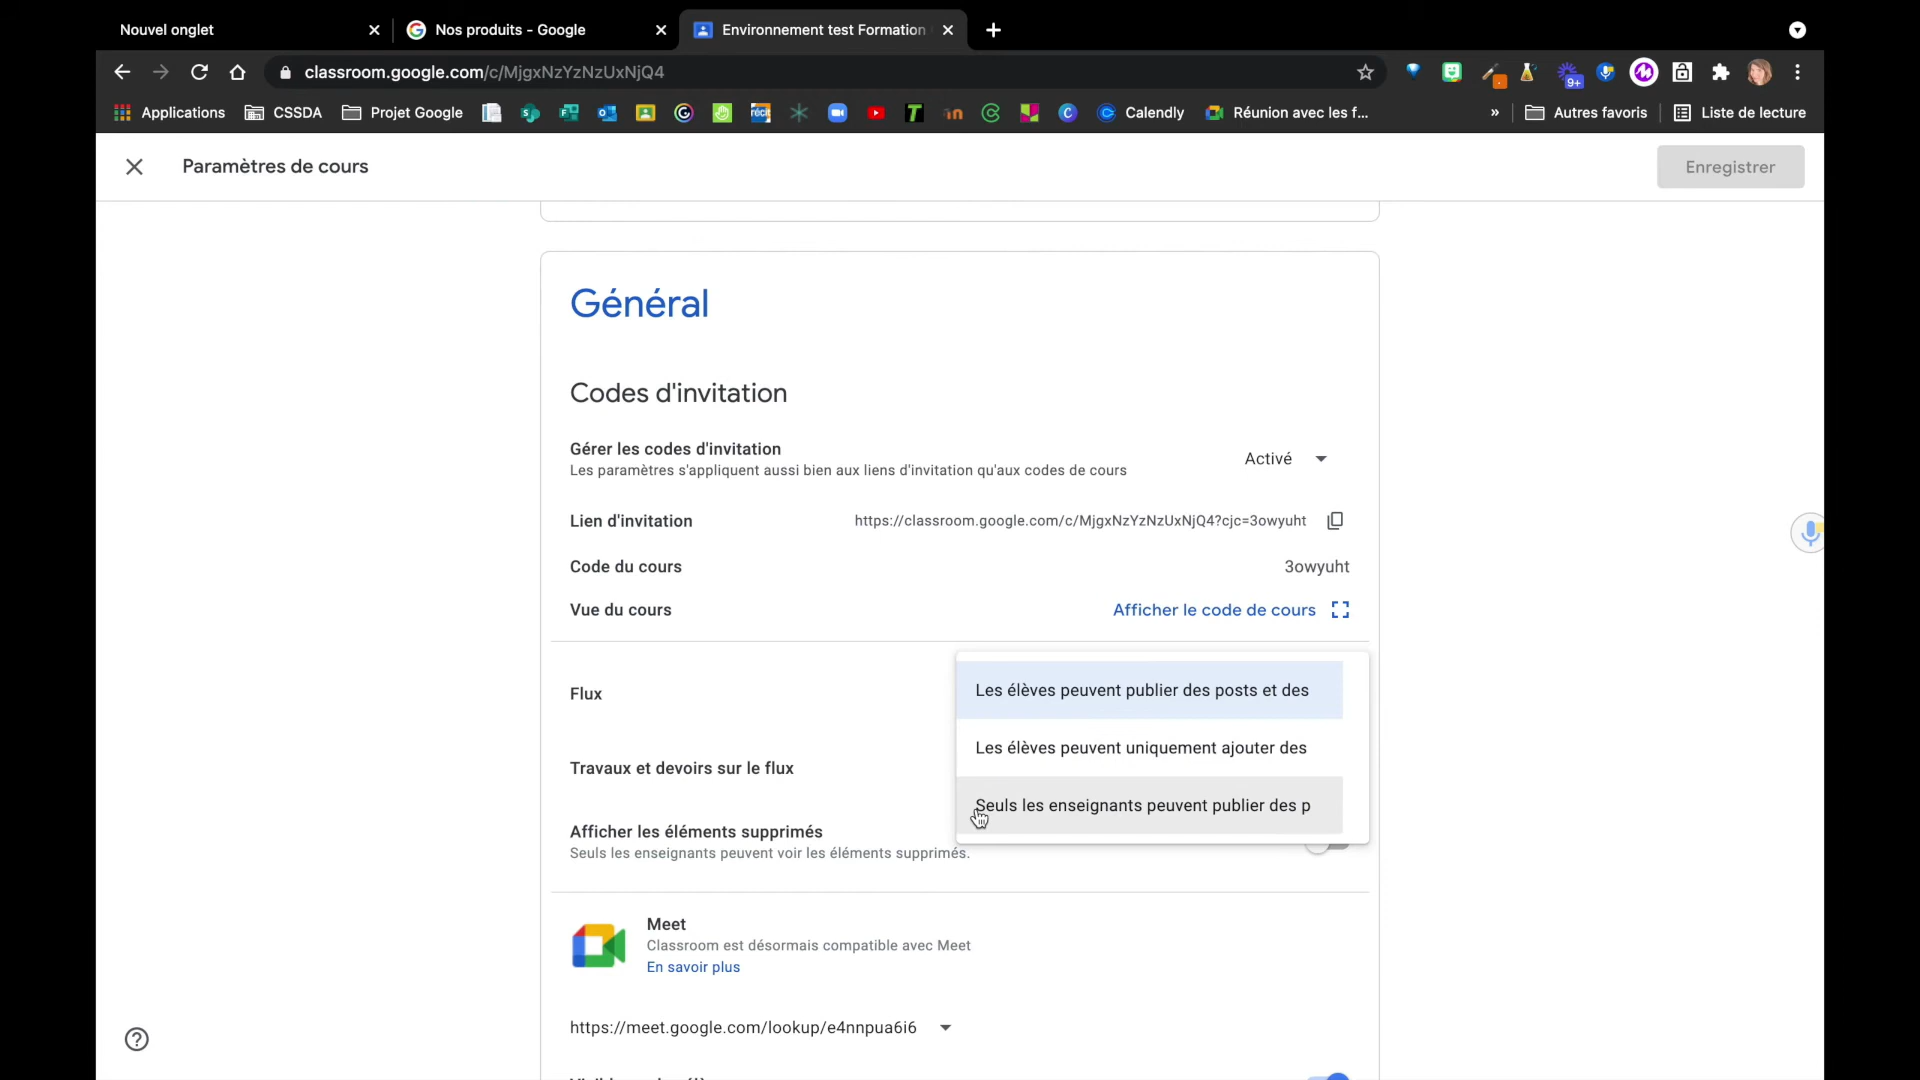 Nouvel onglet
Nos produits - Google
Environnement test Formation
classroom.google.com/c/MjgxNzYzNzUxNjQ4
9+
Applications
CSSDA
Projet Google
récit
Calendly
Réunion avec les f...
»
Autres favoris
Liste de lecture
Paramètres de cours
Enregistrer
Général
Codes d'invitation
Gérer les codes d'invitation
Les paramètres s'appliquent aussi bien aux liens d'invitation qu'aux codes de cours
Activé
Lien d'invitation
https://classroom.google.com/c/MjgxNzYzNzUxNjQ4?cjc=3owyuht
Code du cours
3owyuht
Vue du cours
Afficher le code de cours
Flux
Les élèves peuvent publier des posts et des
Les élèves peuvent uniquement ajouter des
Seuls les enseignants peuvent publier des p
Travaux et devoirs sur le flux
Afficher les éléments supprimés
Seuls les enseignants peuvent voir les éléments supprimés.
Meet
Classroom est désormais compatible avec Meet
En savoir plus
https://meet.google.com/lookup/e4nnpua6i6